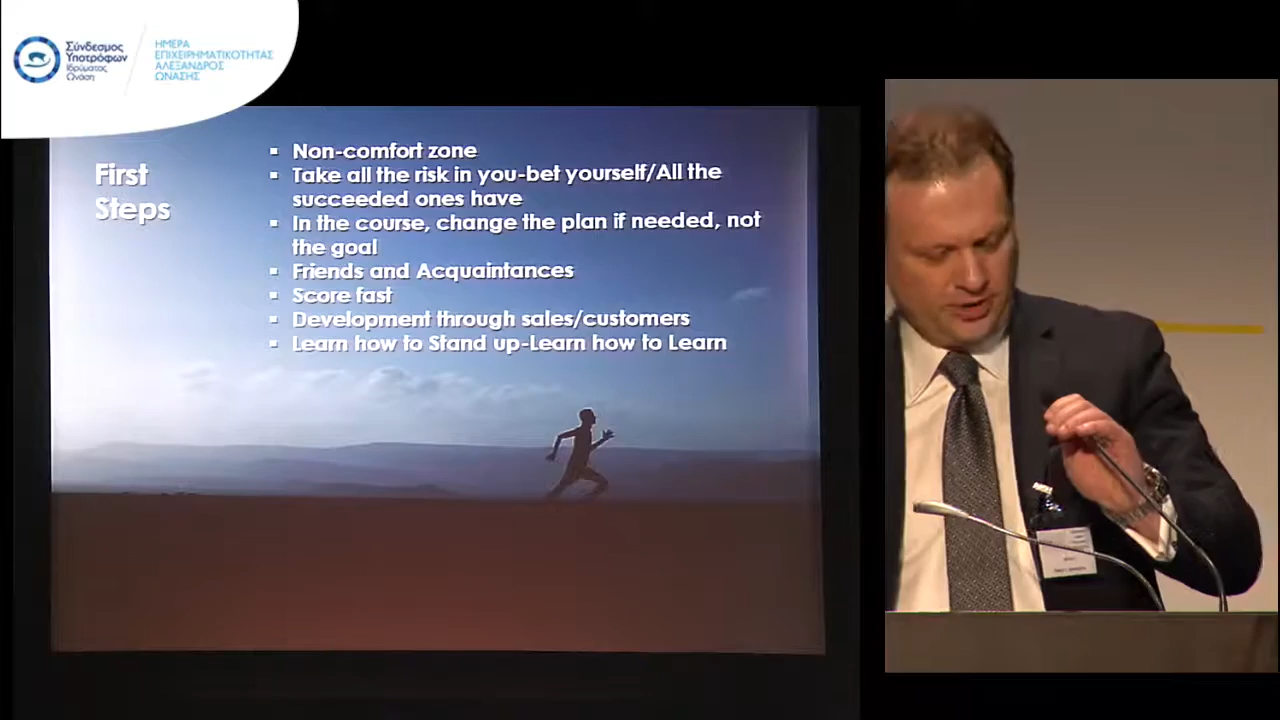 Σύνδεσμος
Υποτρόφων
Ιδρύματος
Ωνάση
ΗΜΕΡΑ
ΕΠΙΧΕΙΡΗΜΑΤΙΚΟΤΗΤΑΣ
ΑΛΕΞΑΝΔΡΟΣ
ΩΝΑΣΗΣ
First
Steps
▪ Non-comfort zone
▪ Take all the risk in you-bet yourself/All the
succeeded ones have
▪ In the course, change the plan if needed, not
the goal
▪ Friends and Acquaintances
▪ Score fast
▪ Development through sales/customers
▪ Learn how to Stand up-Learn how to Learn